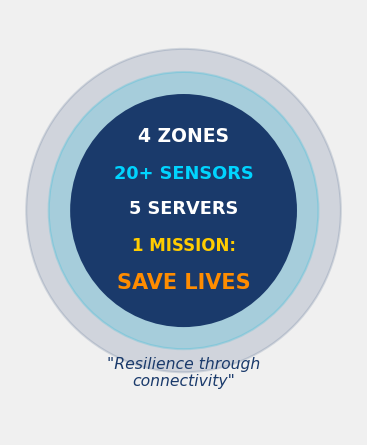 4 ZONES
20+ SENSORS
5 SERVERS
1 MISSION:
SAVE LIVES
"Resilience through
connectivity"